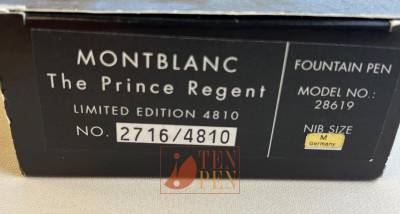 MONTBLANC
The Prince Regent
LIMITED EDITION 4810
NO. 2716/4810
FOUNTAIN PEN
MODEL NO.:
28619
NIB SIZE
M
Germany
TEN
PEN